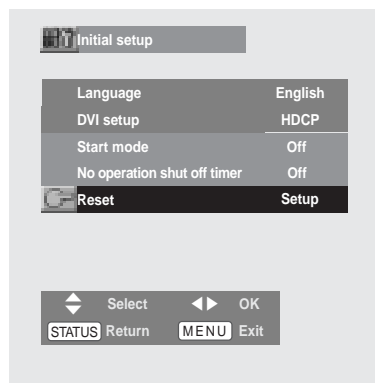 Initial setup
Language English
DVI setup HDCP
Start mode Off
No operation shut off timer Off
Reset Setup
Select OK
STATUS Return MENU Exit